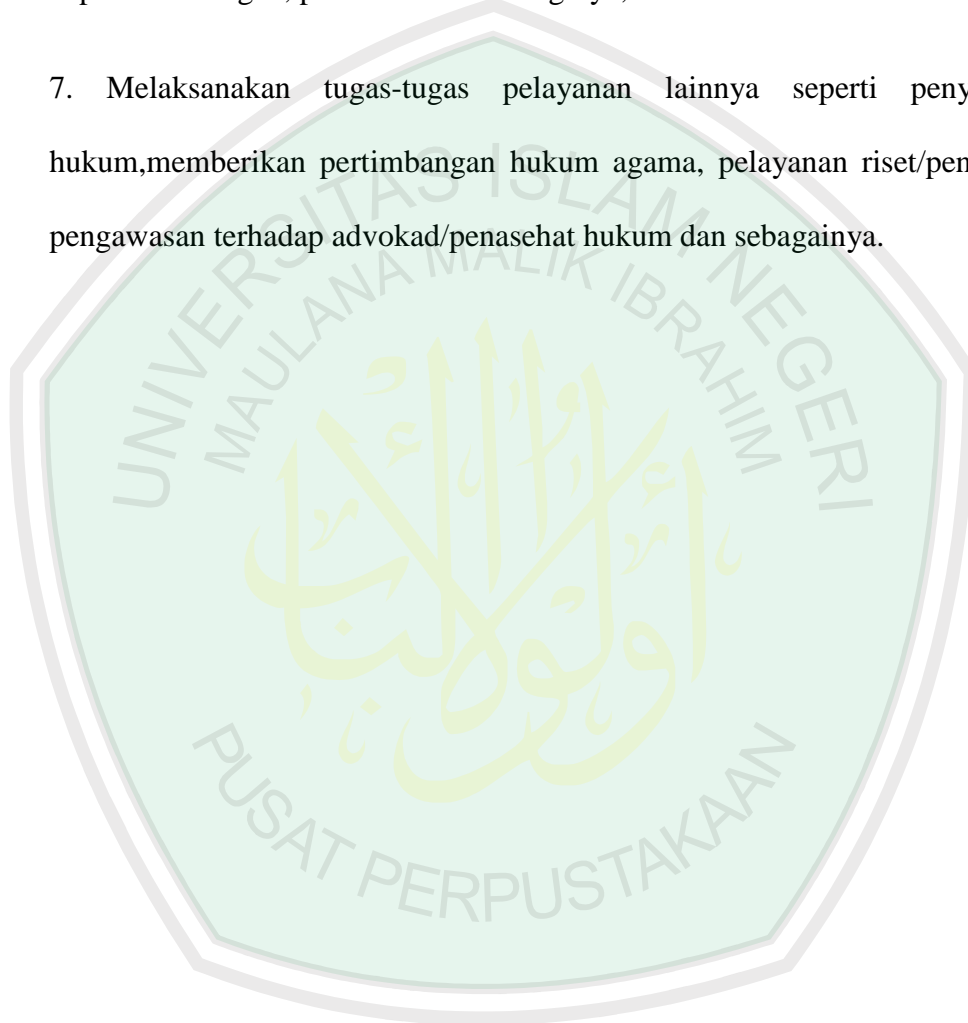 7. Melaksanakan tugas-tugas pelayanan lainnya seperti
hukum,memberikan pertimbangan hukum agama, pelayanan
pengawasan terhadap advokad/penasehat hukum dan sebagainya.
UNIVERSITAS ISLAM NEGERI
MAULANA MALIK IBRAHIM
PUSAT PERPUSTAKAAN